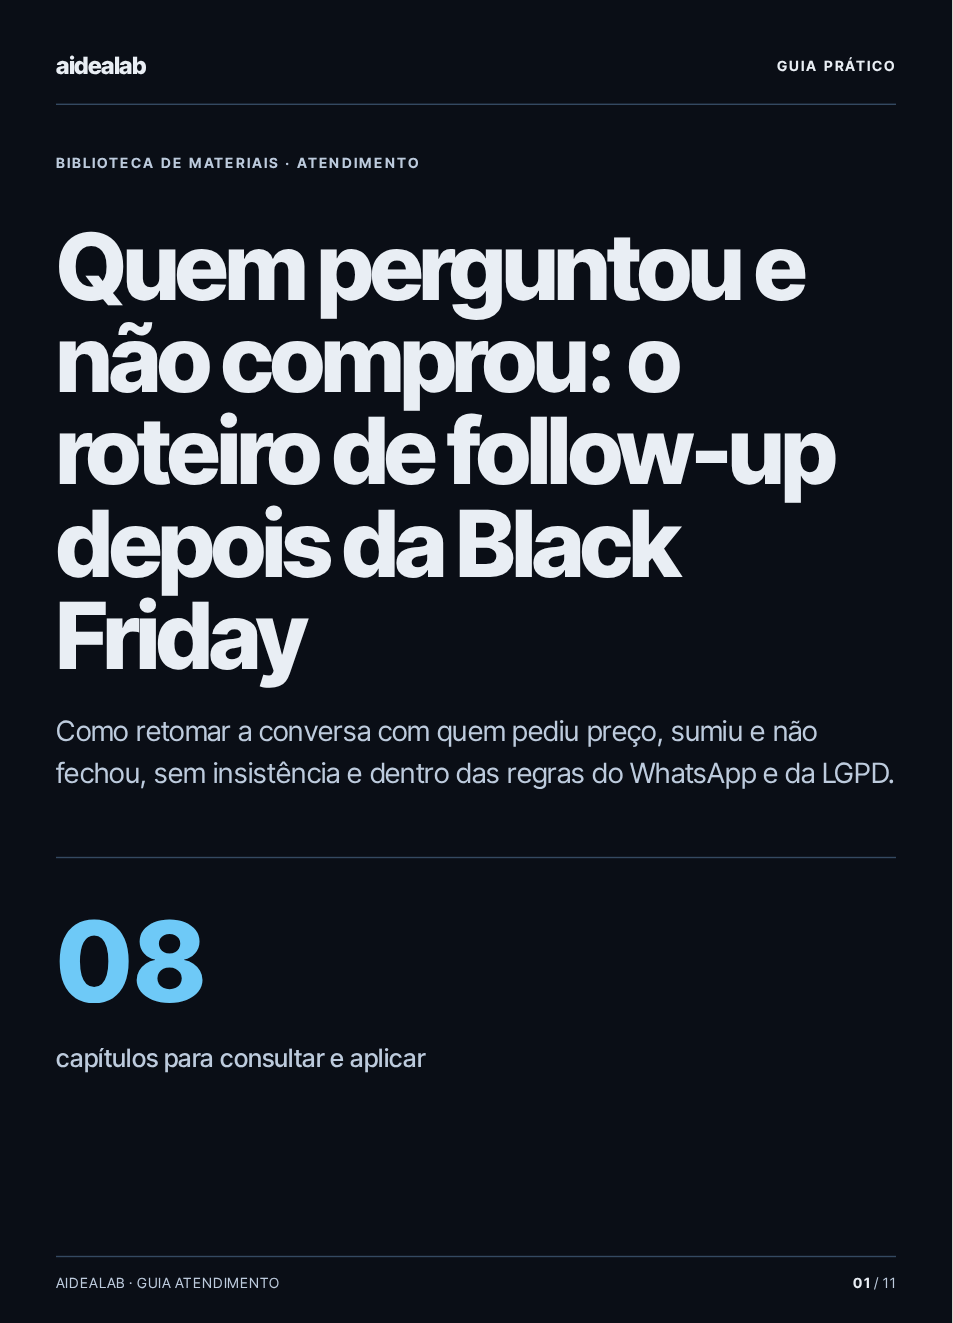 aidealab
GUIA PRÁTICO
BIBLIOTECA DE MATERIAIS · ATENDIMENTO
Quem perguntou e
não comprou: o
roteiro de follow-up
depois da Black
Friday
Como retomar a conversa com quem pediu preço, sumiu e não
fechou, sem insistência e dentro das regras do WhatsApp e da LGPD.
08
capítulos para consultar e aplicar
AIDEALAB · GUIA ATENDIMENTO
01 / 11